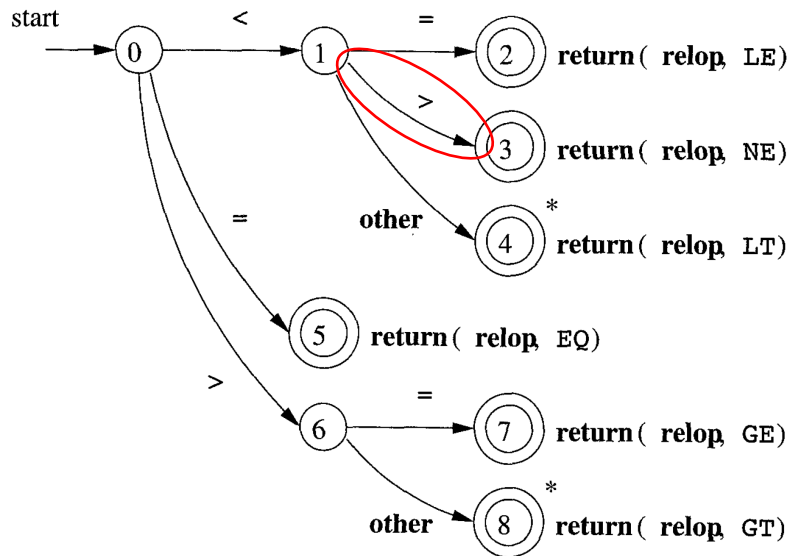 start
< =
0 1 2 return( relop, LE)
>
3 return( relop, NE)
*
= other 4 return( relop, LT)
5 return( relop, EQ)
> =
6 7 return( relop, GE)
*
other 8 return( relop, GT)